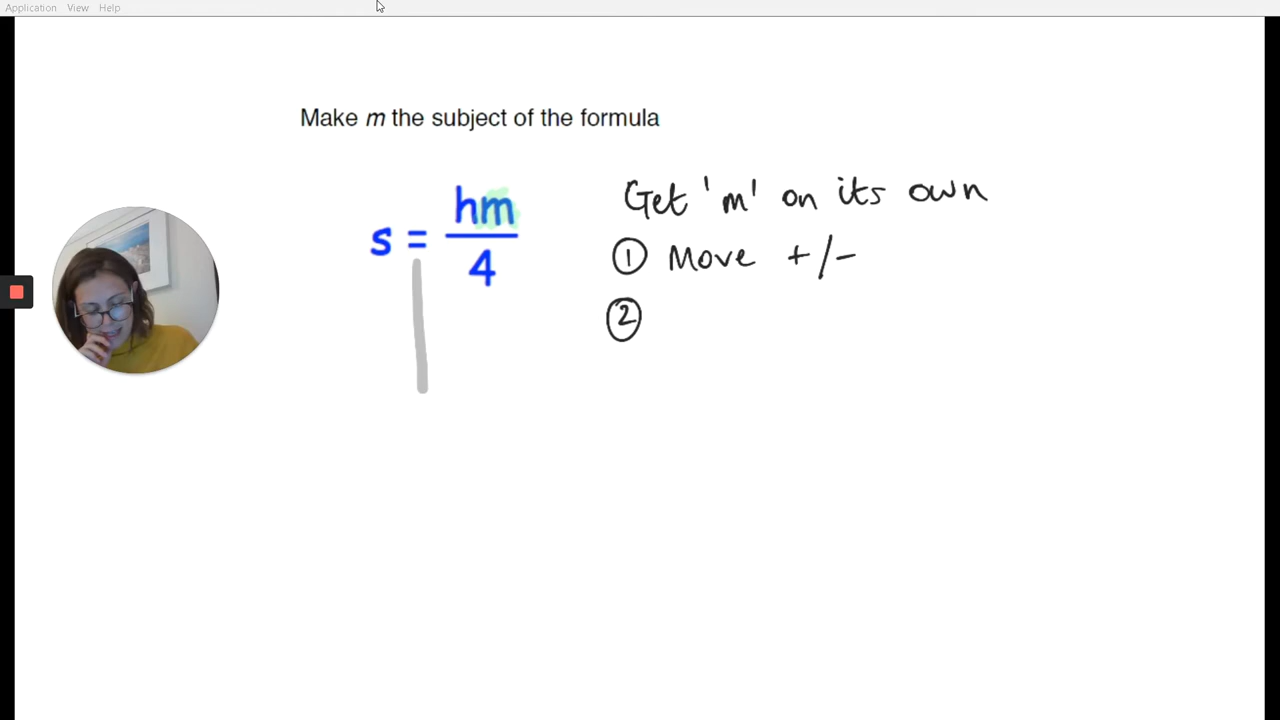 Application View Help
Make m the subject of the formula
s = hm/4
Get 'm' on its own
① Move +/-
②